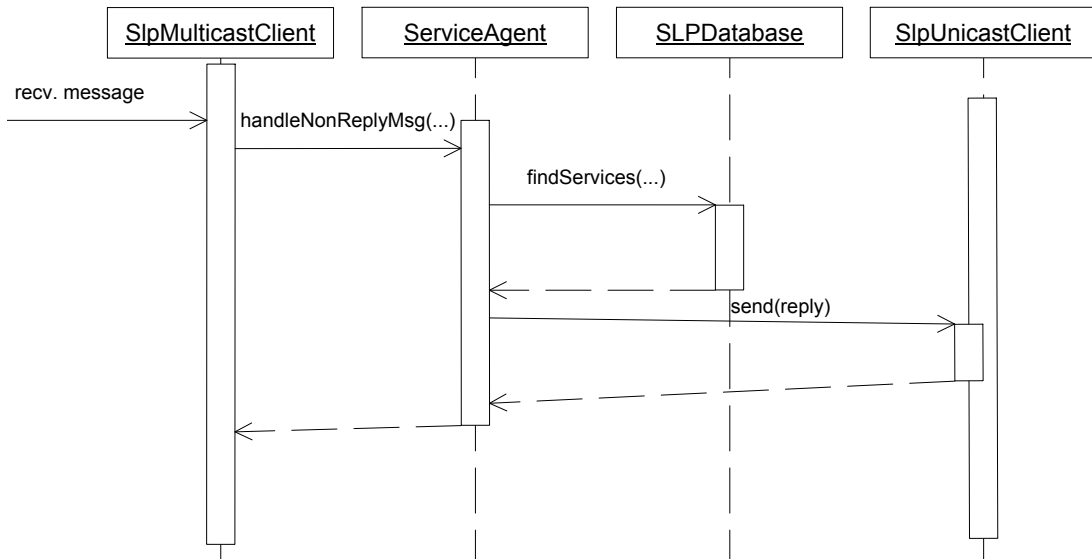 SlpMulticastClient
ServiceAgent
SLPDatabase
SlpUnicastClient
recv. message
handleNonReplyMsg(...)
findServices(...)
send(reply)